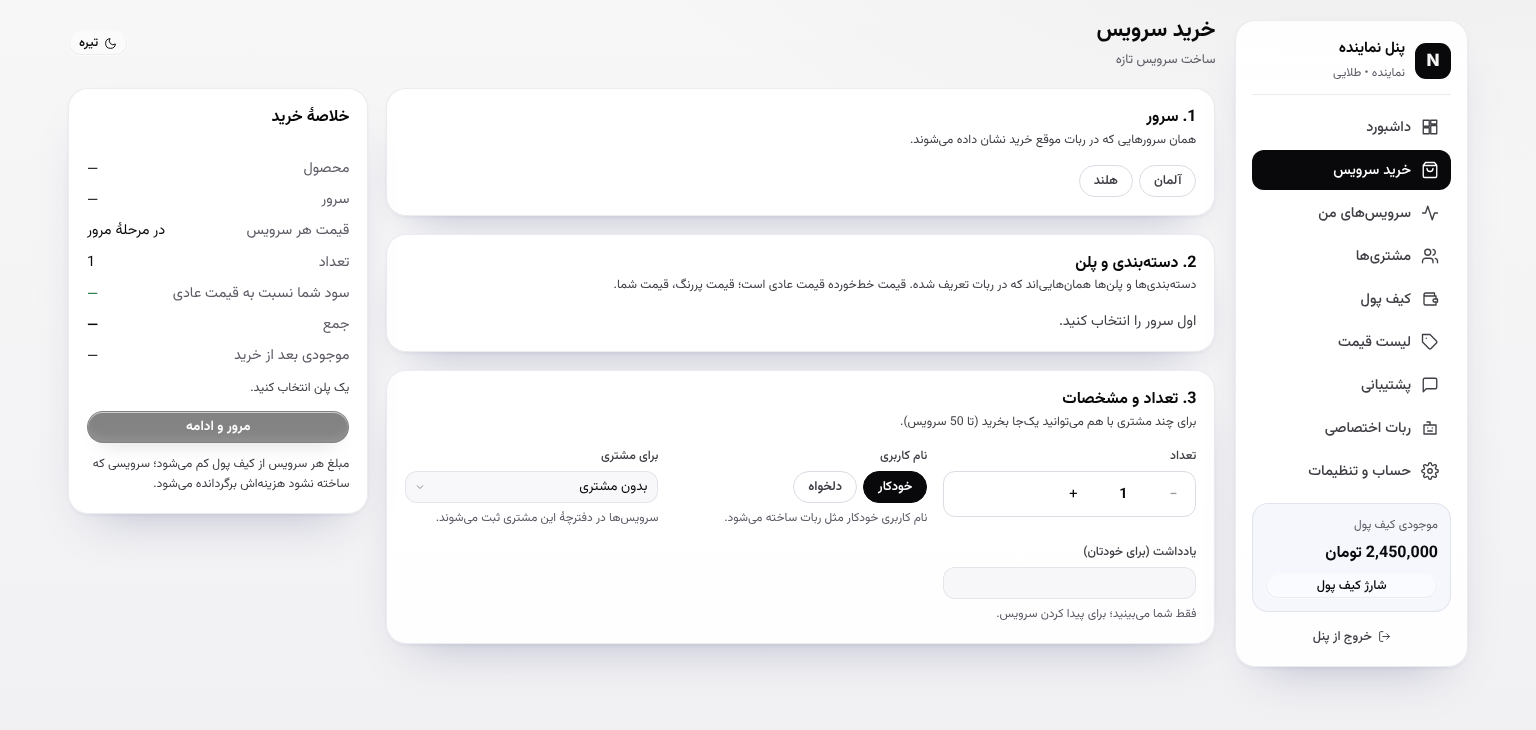 N
پنل نماینده
نماینده • طلایی
داشبورد
خرید سرویس
سرویس‌های من
مشتری‌ها
کیف پول
لیست قیمت
پشتیبانی
ربات اختصاصی
حساب و تنظیمات
موجودی کیف پول
2,450,000 تومان
شارژ کیف پول
خروج از پنل
خرید سرویس
ساخت سرویس تازه
تیره
1. سرور
همان سرورهایی که در ربات موقع خرید نشان داده می‌شوند.
آلمان
هلند
2. دسته‌بندی و پلن
دسته‌بندی‌ها و پلن‌ها همان‌هایی‌اند که در ربات تعریف شده. قیمت خط‌خورده قیمت عادی است؛ قیمت پررنگ، قیمت شما.
اول سرور را انتخاب کنید.
3. تعداد و مشخصات
برای چند مشتری با هم می‌توانید یک‌جا بخرید (تا 50 سرویس).
تعداد
− 1 +
نام کاربری
خودکار
دلخواه
نام کاربری خودکار مثل ربات ساخته می‌شود.
برای مشتری
بدون مشتری
سرویس‌ها در دفترچهٔ این مشتری ثبت می‌شوند.
یادداشت (برای خودتان)
فقط شما می‌بینید؛ برای پیدا کردن سرویس.
خلاصهٔ خرید
محصول —
سرور —
قیمت هر سرویس در مرحلهٔ مرور
تعداد 1
سود شما نسبت به قیمت عادی —
جمع —
موجودی بعد از خرید —
یک پلن انتخاب کنید.
مرور و ادامه
مبلغ هر سرویس از کیف پول کم می‌شود؛ سرویسی که
ساخته نشود هزینه‌اش برگردانده می‌شود.